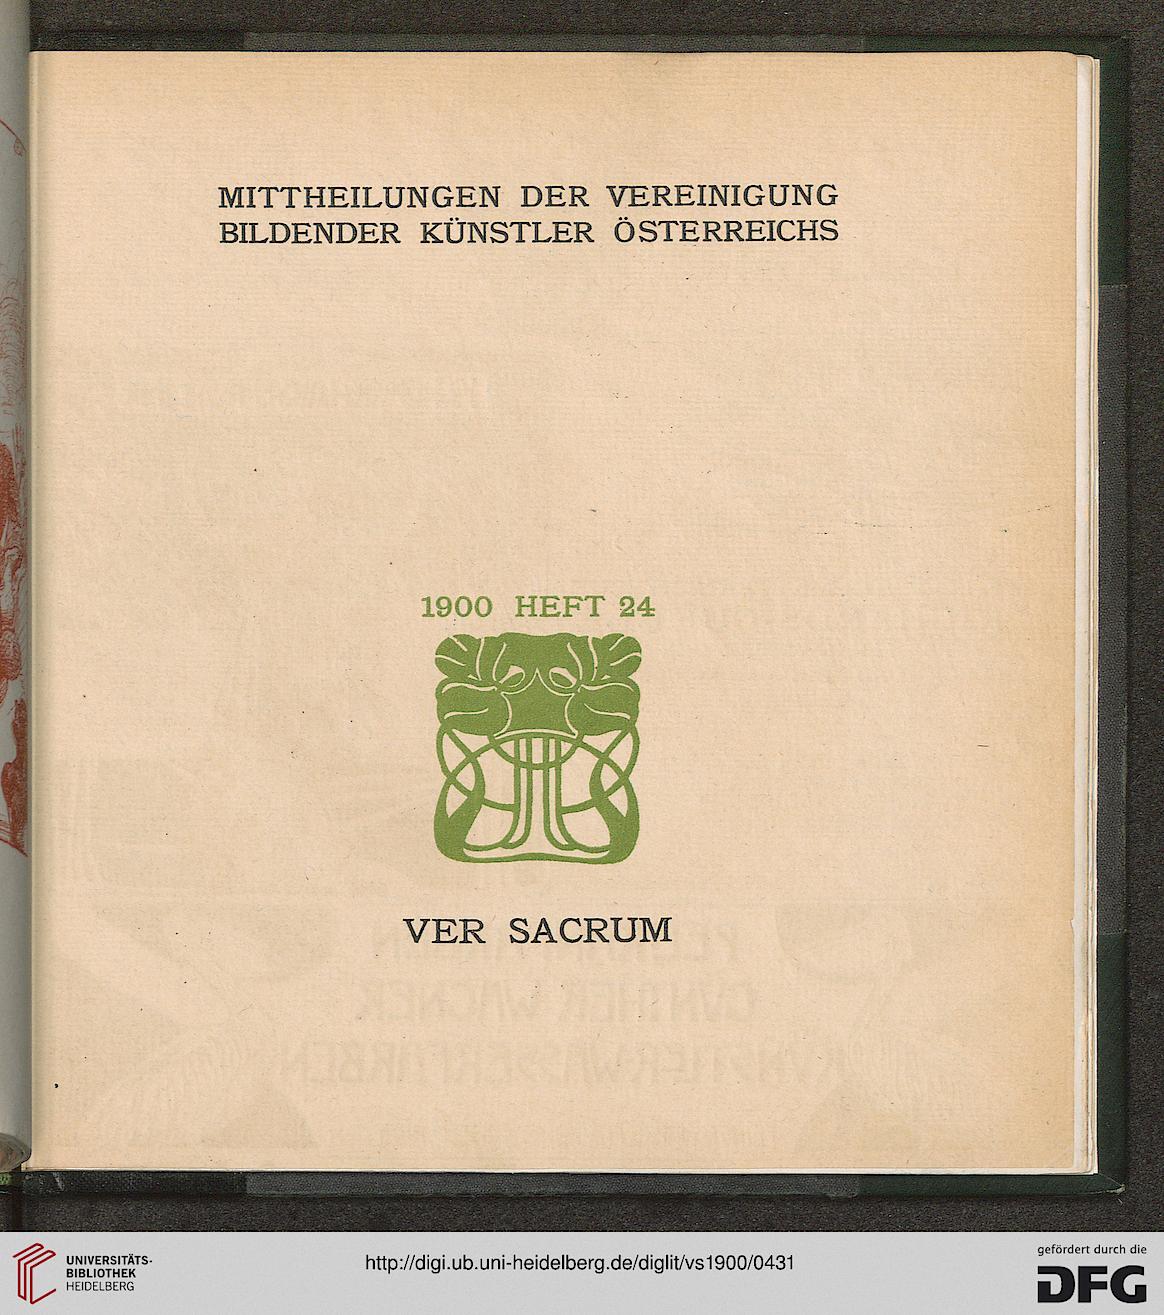 MITTHEILUNGEN DER VEREINIGUNG
BILDENDER KÜNSTLER ÖSTERREICHS
1900 HEFT 24
VER SACRUM
UNIVERSITÄTS-
BIBLIOTHEK
HEIDELBERG
http://digi.ub.uni-heidelberg.de/diglit/vs1900/0431
gefördert durch die
DFG